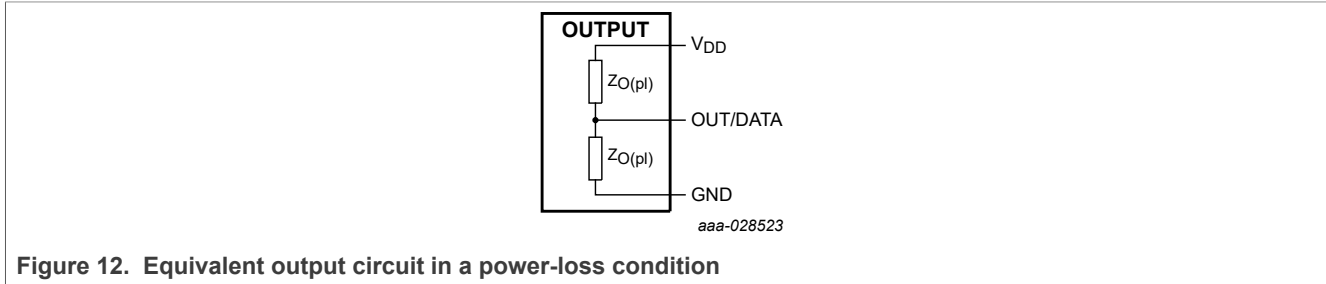 OUTPUT
VDD
ZO(pl)
OUT/DATA
ZO(pl)
GND
aaa-028523
Figure 12. Equivalent output circuit in a power-loss condition